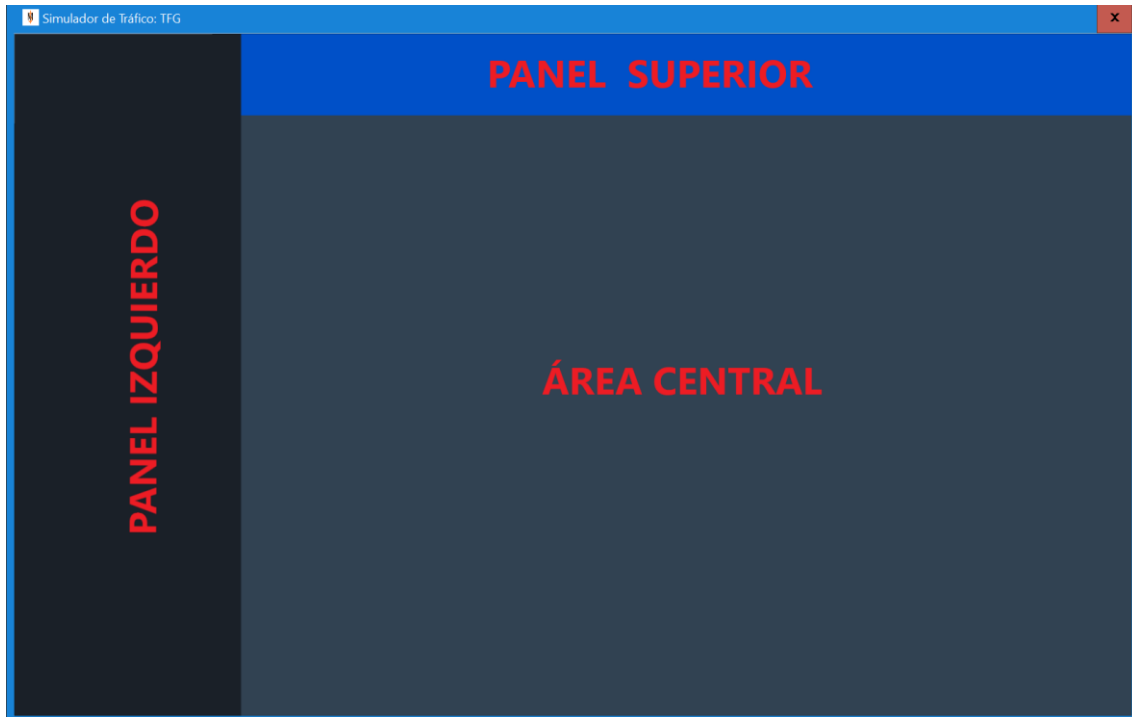 Simulador de Tráfico: TFG
x
PANEL SUPERIOR
PANEL IZQUIERDO
ÁREA CENTRAL